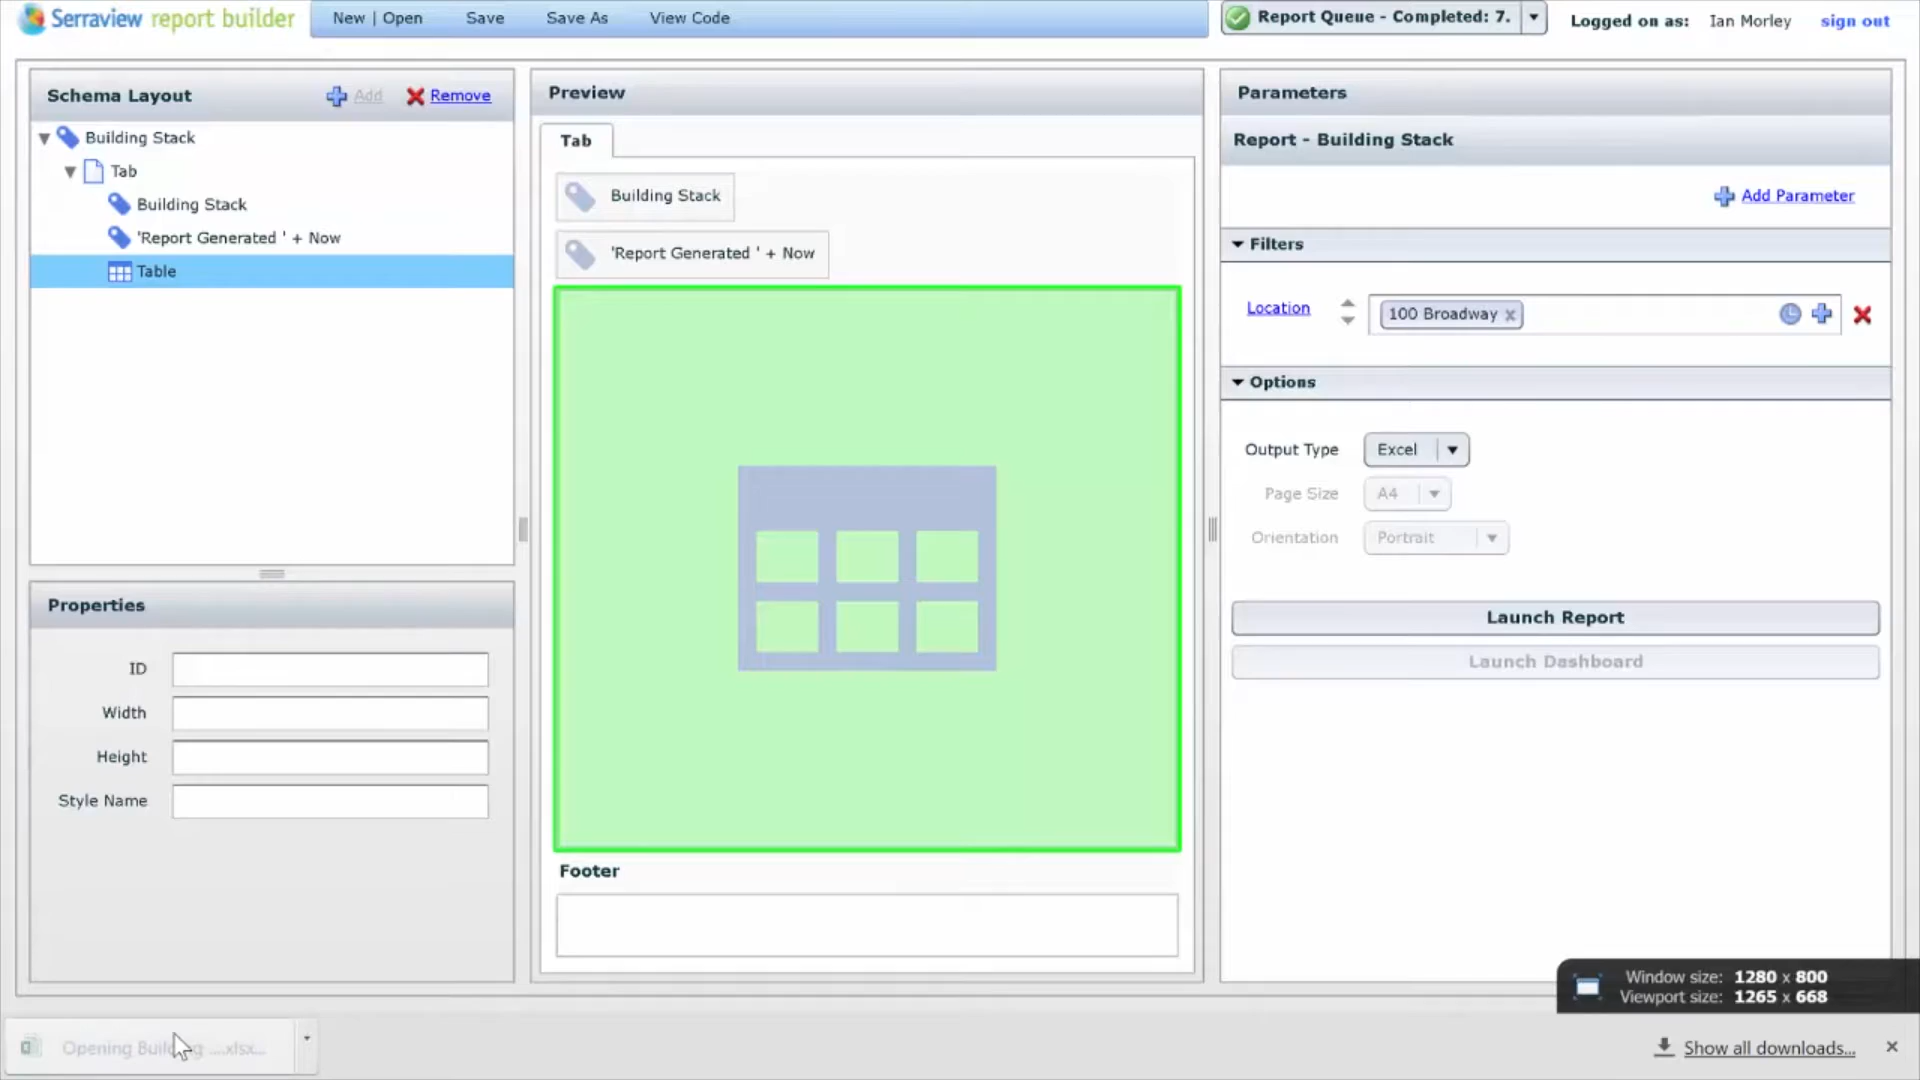 Serraview report builder
New | Open Save Save As View Code
Report Queue - Completed: 7.
Logged on as: Ian Morley sign out
Schema Layout
Add Remove
Building Stack
Tab
Building Stack
'Report Generated ' + Now
Table
Properties
ID
Width
Height
Style Name
Preview
Tab
Building Stack
'Report Generated ' + Now
Footer
Parameters
Report - Building Stack
Add Parameter
Filters
Location 100 Broadway x
Options
Output Type Excel
Page Size A4
Orientation Portrait
Launch Report
Launch Dashboard
Window size: 1280 x 800
Viewport size: 1265 x 668
Opening Building ....xlsx...
Show all downloads...